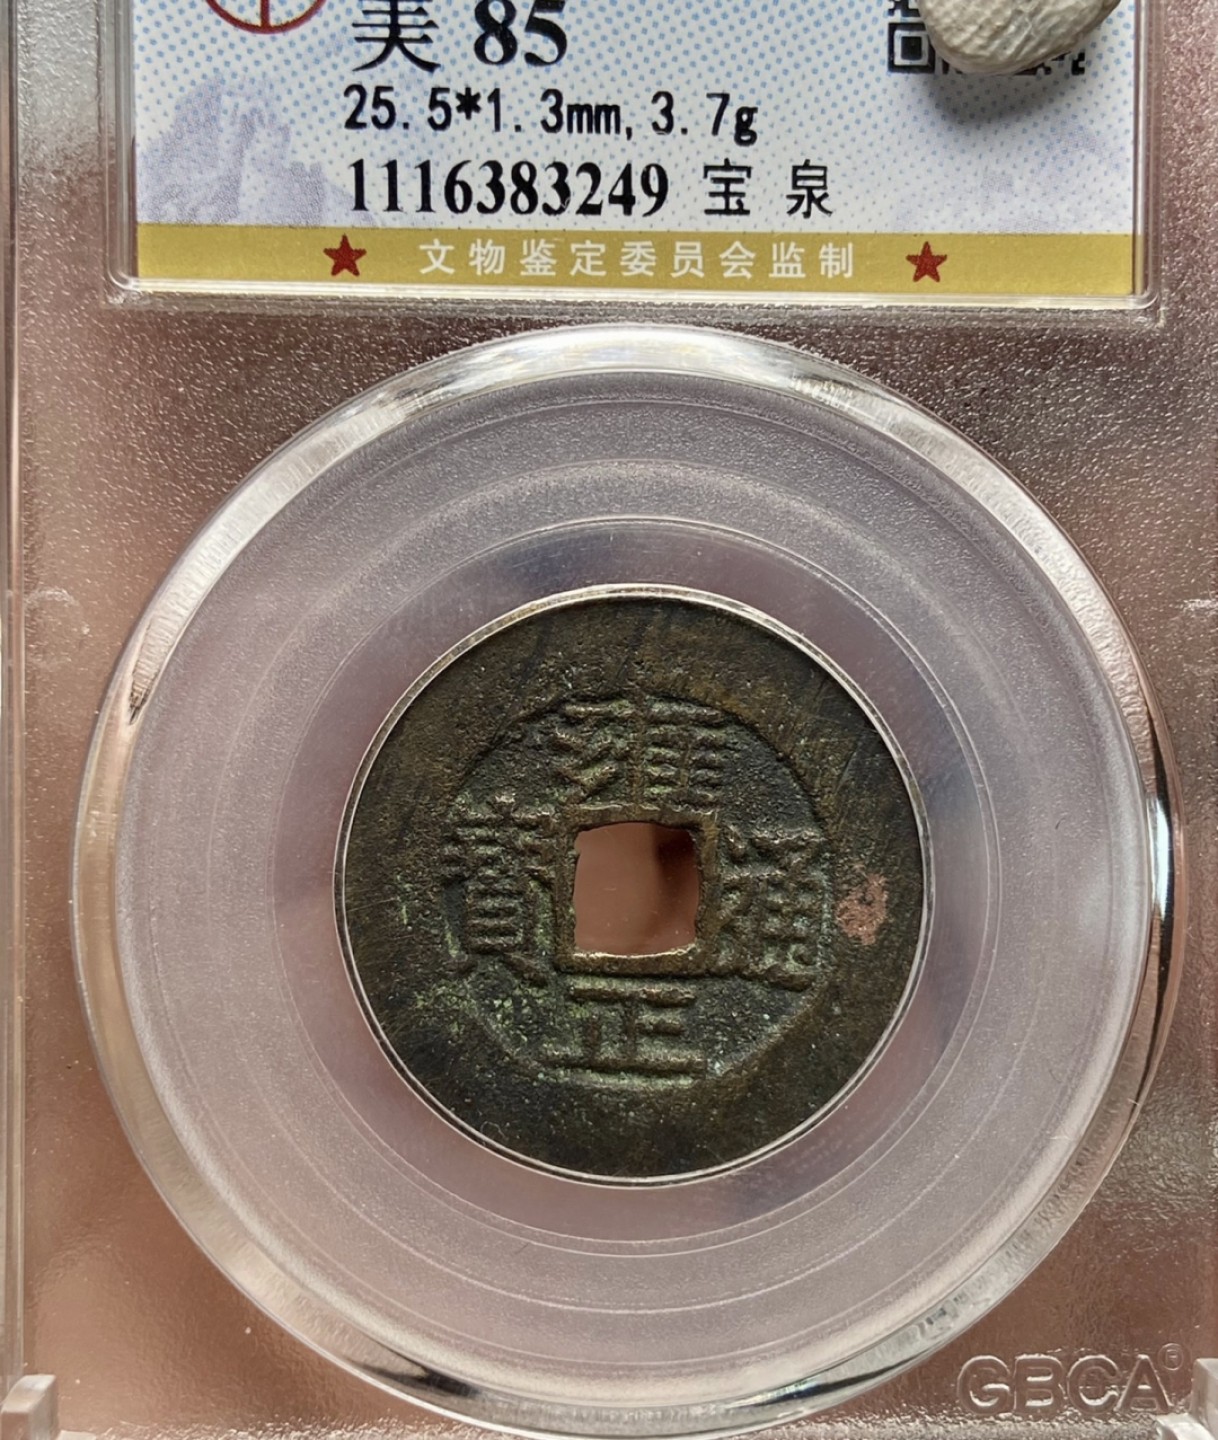 美 85
25.5*1.3mm,3.7g
1116383249 宝 泉
文物鉴定委员会监制
雍正通寶
GBCA